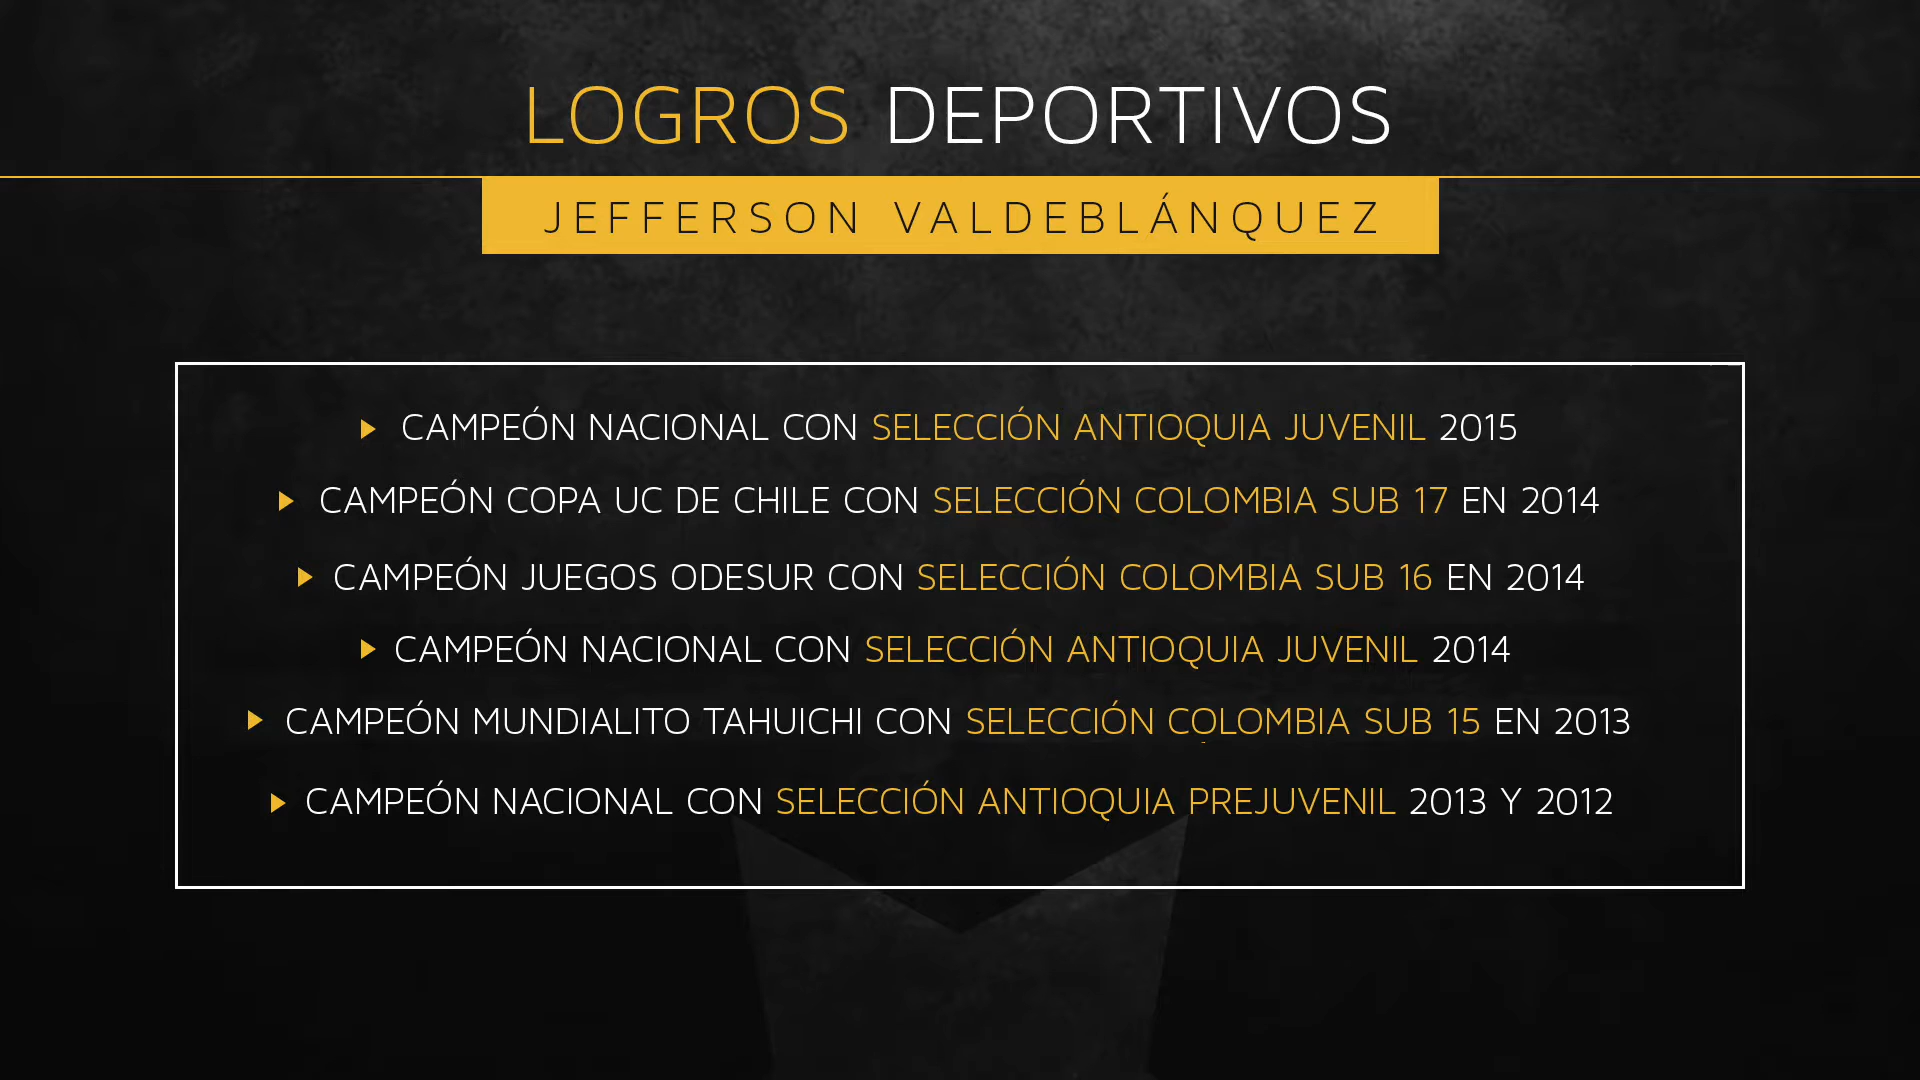 LOGROS DEPORTIVOS
JEFFERSON VALDEBLÁNQUEZ
CAMPEÓN NACIONAL CON SELECCIÓN ANTIOQUIA JUVENIL 2015
CAMPEÓN COPA UC DE CHILE CON SELECCIÓN COLOMBIA SUB 17 EN 2014
CAMPEÓN JUEGOS ODESUR CON SELECCIÓN COLOMBIA SUB 16 EN 2014
CAMPEÓN NACIONAL CON SELECCIÓN ANTIOQUIA JUVENIL 2014
CAMPEÓN MUNDIALITO TAHUICHI CON SELECCIÓN COLOMBIA SUB 15 EN 2013
CAMPEÓN NACIONAL CON SELECCIÓN ANTIOQUIA PREJUVENIL 2013 Y 2012